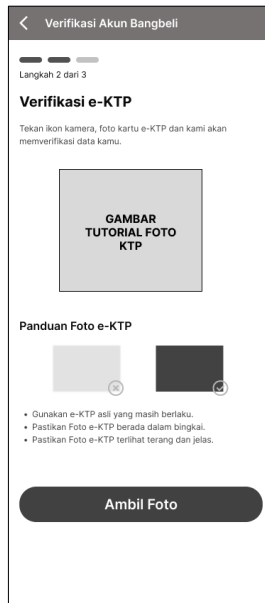 Verifikasi Akun Bangbeli
Langkah 2 dari 3
Verifikasi e-KTP
Tekan ikon kamera, foto kartu e-KTP dan kami akan
memverifikasi data kamu.
GAMBAR
TUTORIAL FOTO
KTP
Panduan Foto e-KTP
• Gunakan e-KTP asli yang masih berlaku.
• Pastikan Foto e-KTP berada dalam bingkai.
• Pastikan Foto e-KTP terlihat terang dan jelas.
Ambil Foto